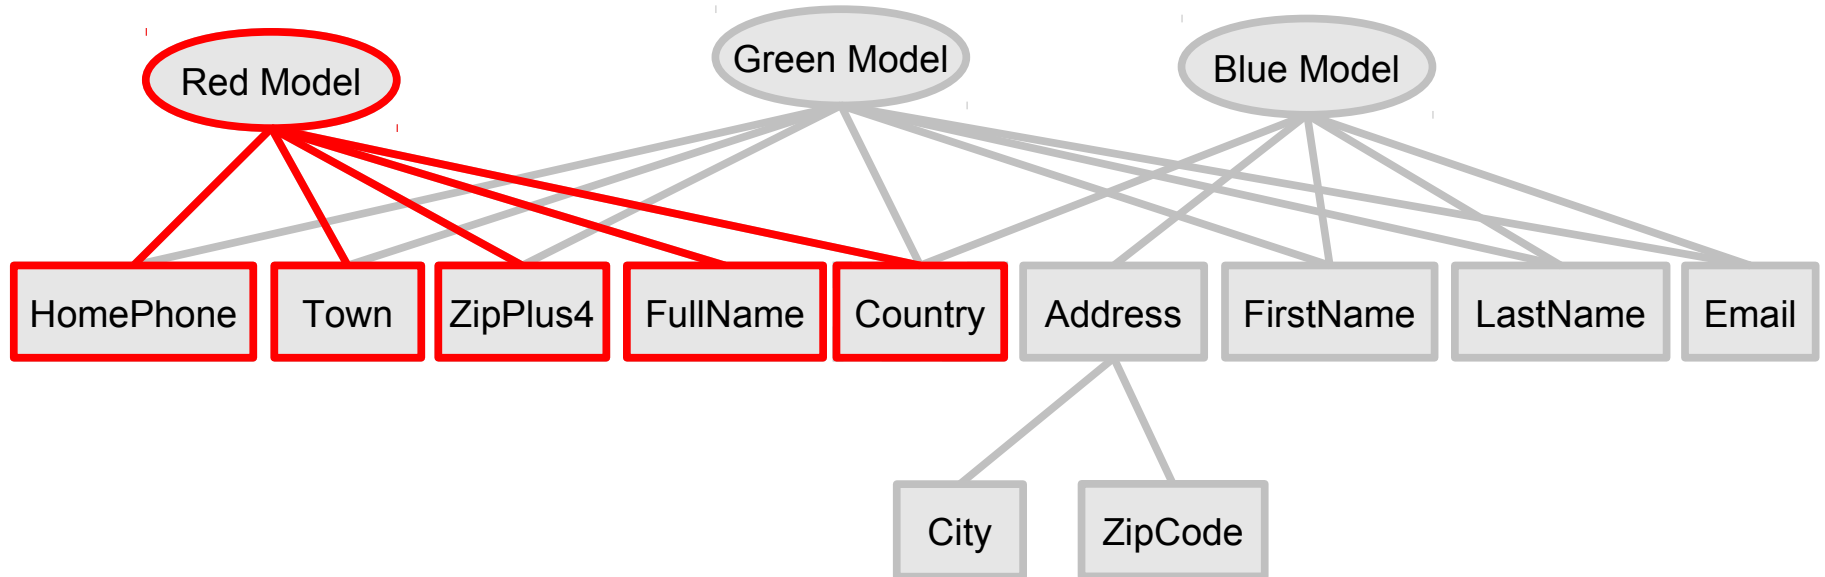 Red Model
Green Model
Blue Model
HomePhone
Town
ZipPlus4
FullName
Country
Address
FirstName
LastName
Email
City
ZipCode